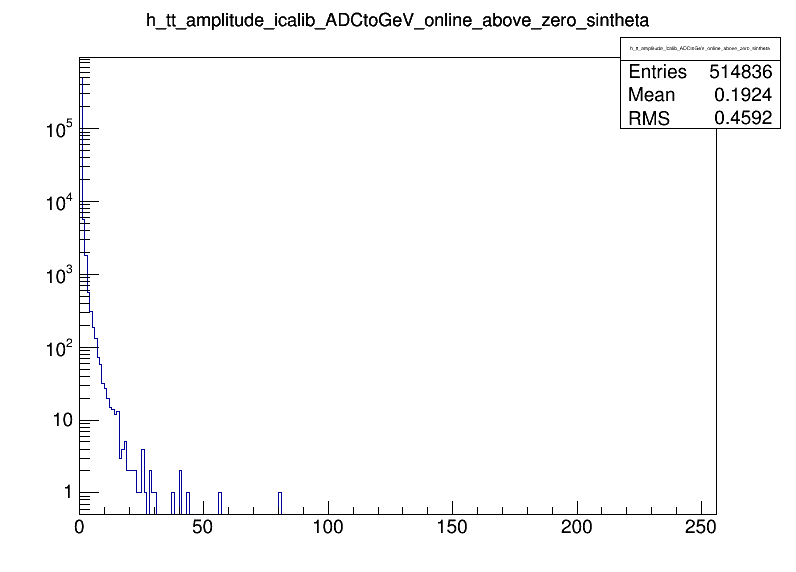 h_tt_amplitude_icalib_ADCtoGeV_online_above_zero_sintheta
h_tt_amplitude_icalib_ADCtoGeV_online_above_zero_sintheta
Entries 514836
Mean 0.1924
RMS 0.4592
10^5
10^4
10^3
10^2
10
1
0 50 100 150 200 250